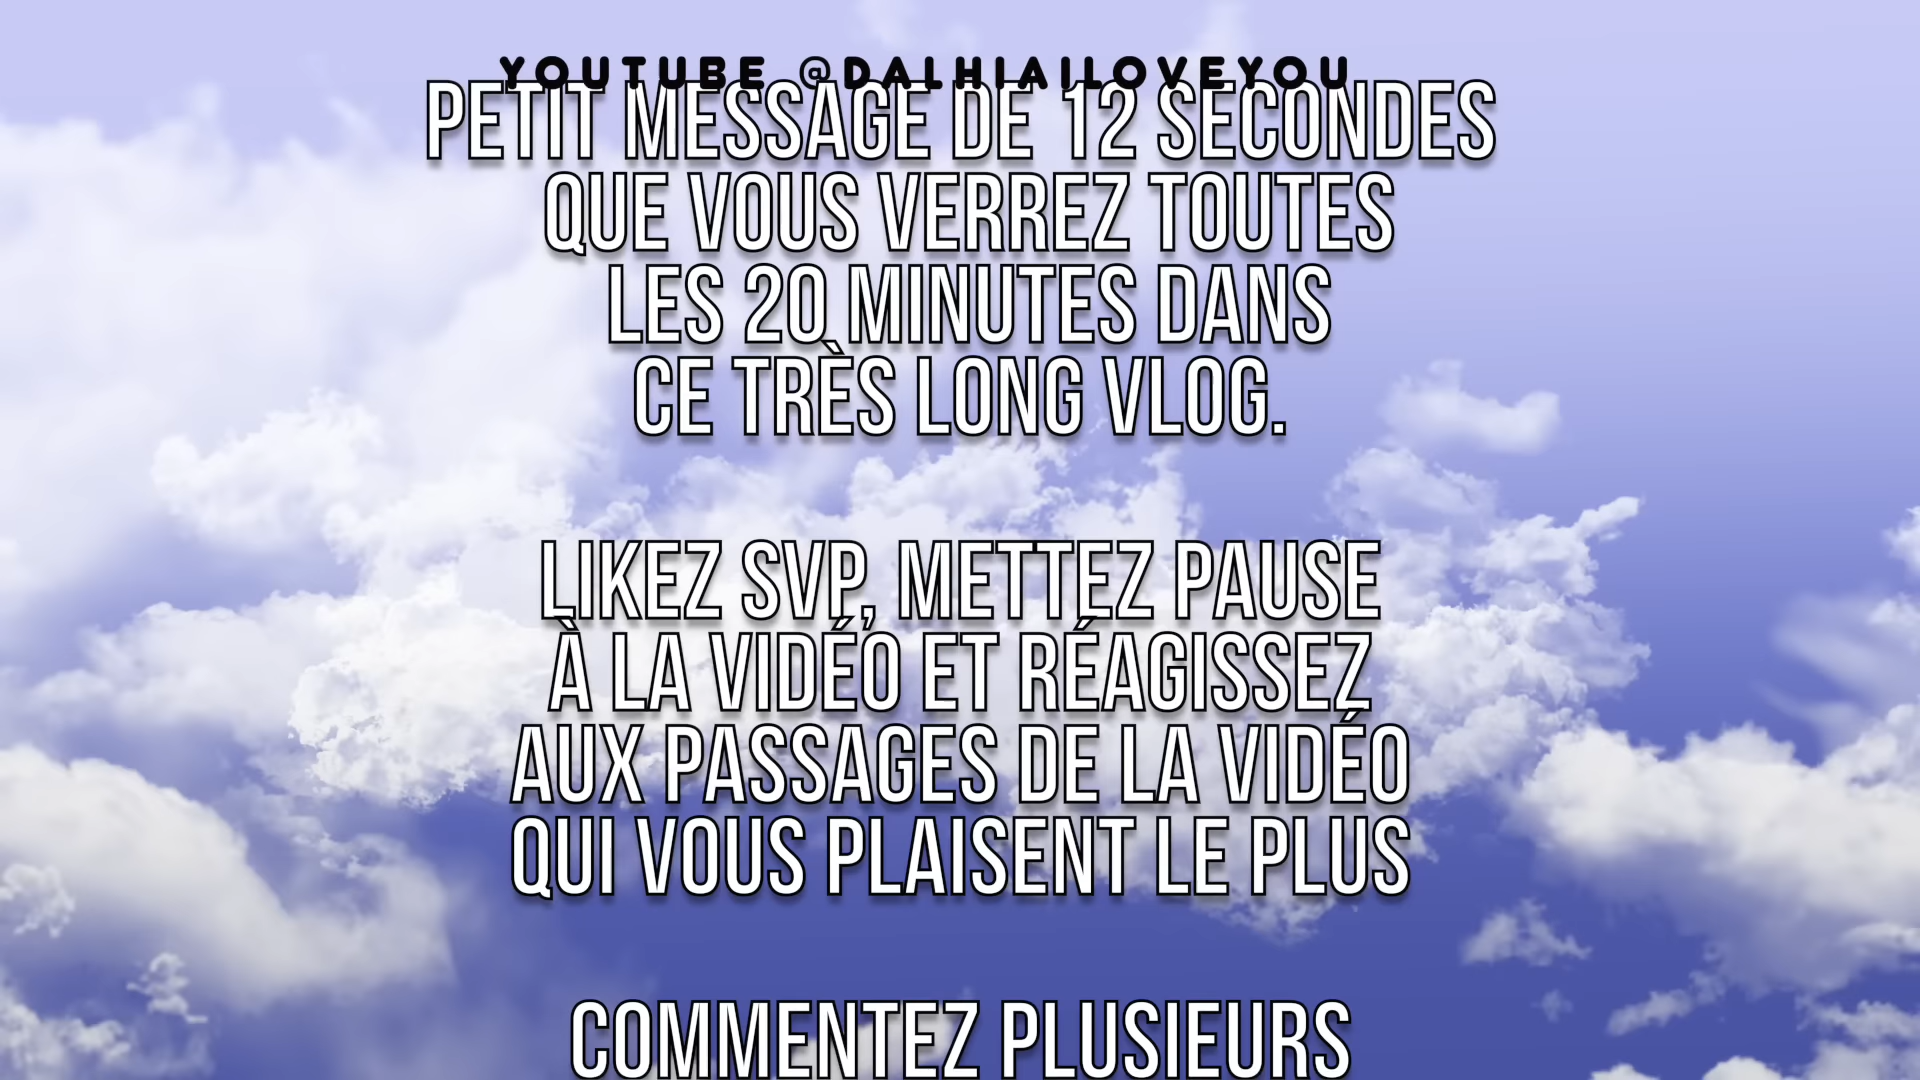 YOUTUBE @DALHIAILOVEYOU
PETIT MESSAGE DE 12 SECONDES
QUE VOUS VERREZ TOUTES
LES 20 MINUTES DANS
CE TRÈS LONG VLOG.
LIKEZ SVP, METTEZ PAUSE
À LA VIDÉO ET RÉAGISSEZ
AUX PASSAGES DE LA VIDÉO
QUI VOUS PLAISENT LE PLUS
COMMENTEZ PLUSIEURS